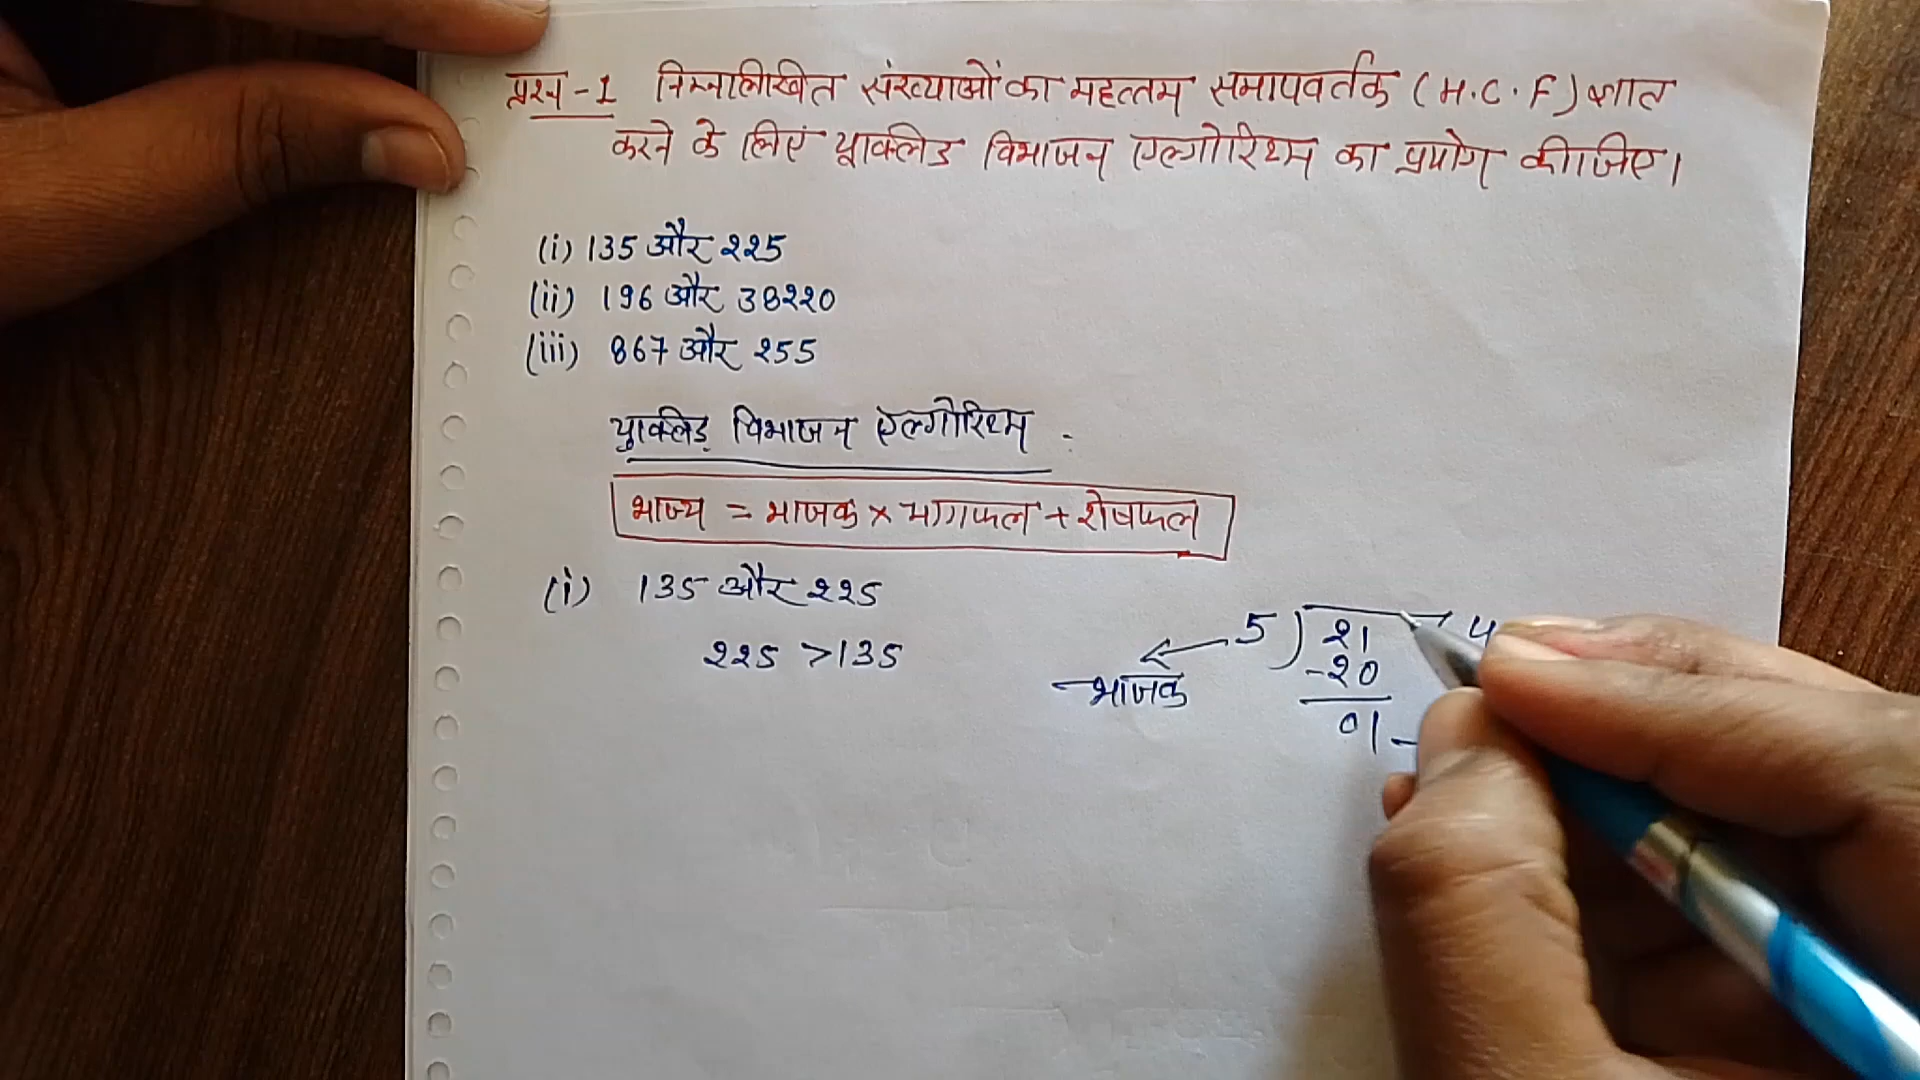 प्रश्न -1 निम्नलिखित संख्याओं का महत्तम समापवर्तक (H.C.F) ज्ञात
करने के लिएं यूक्लिड विभाजन एल्गोरिथ्म का प्रयोग कीजिए।
(i) 135 और 225
(ii) 196 और 38220
(iii) 867 और 255
युक्लिड़ विभाजन ऐल्गोरिथ्म -
भाज्य = भाजक × भागफल + शेषफल
(i) 135 और 225
225 > 135
5 ) 21
4
-20
01
भाजक